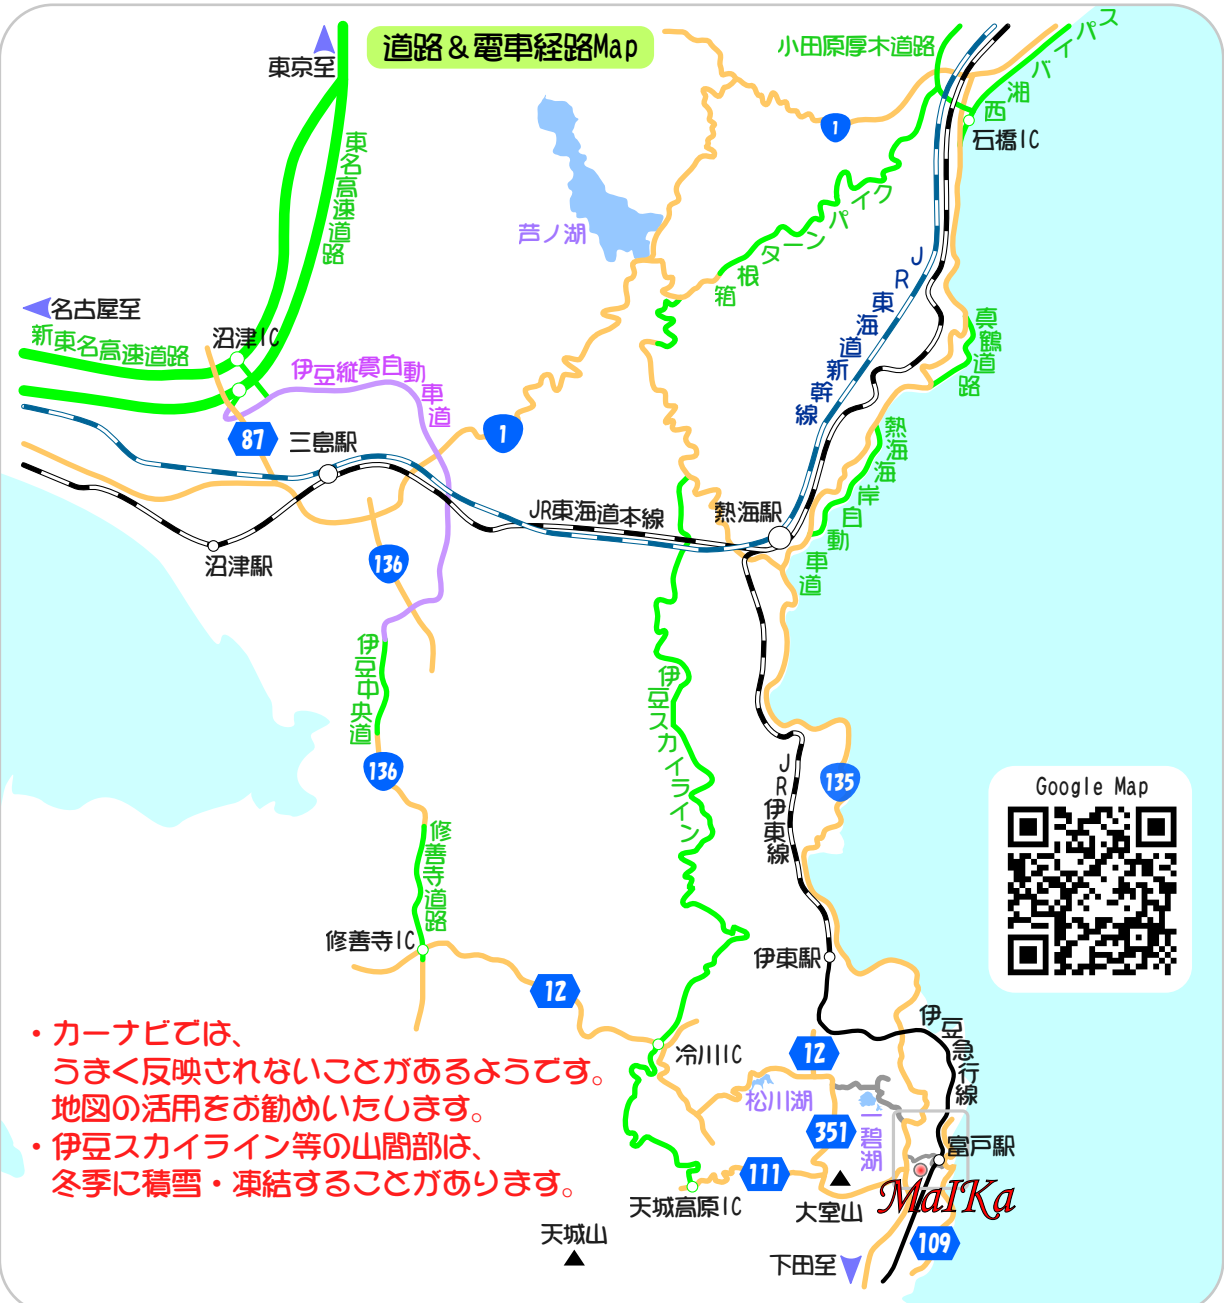 道路＆電車経路Map
東京至
小田原厚木道路
西湘バイパス
1
石橋IC
東名高速道路
芦ノ湖
箱根ターンパイク
JR東海道新幹線
名古屋至
新東名高速道路
沼津IC
真鶴道路
伊豆縦貫自動車道
87
三島駅
1
熱海海岸自動車道
JR東海道本線
熱海駅
沼津駅
136
伊豆中央道
伊豆スカイライン
136
JR伊東線
135
Google Map
修善寺道路
修善寺IC
伊東駅
12
・カーナビでは、
うまく反映されないことがあるようです。
地図の活用をお勧めいたします。
・伊豆スカイライン等の山間部は、
冬季に積雪・凍結することがあります。
冷川IC
12
伊豆急行線
松川湖
351
一碧湖
111
富戸駅
天城高原IC
大室山
MaIKa
天城山
109
下田至